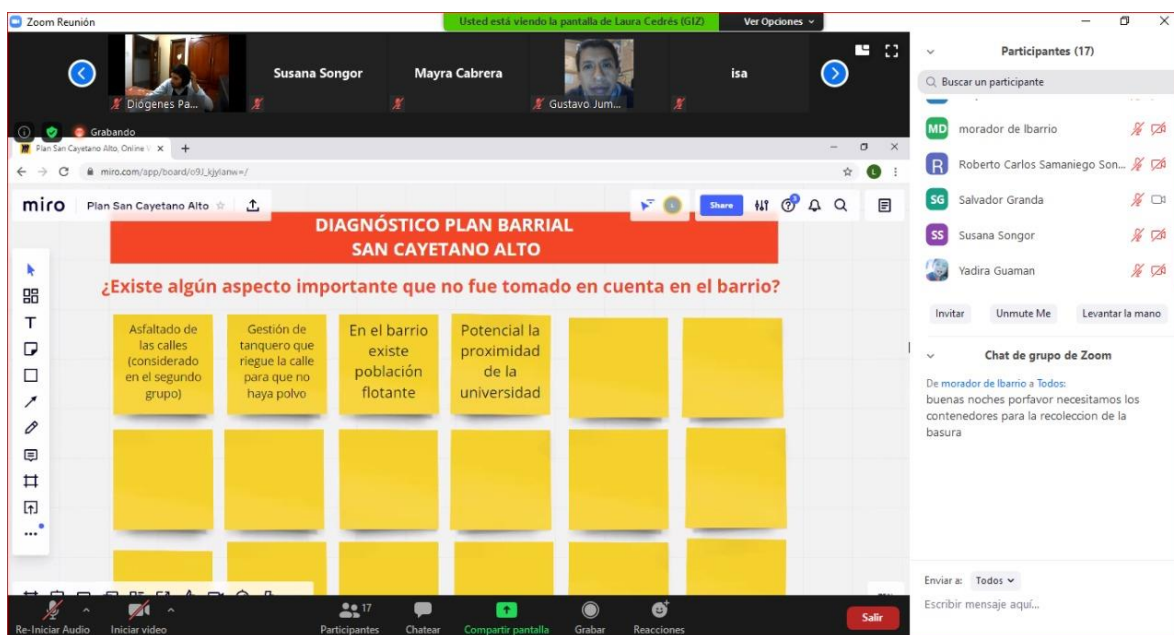 Zoom Reunión
Usted está viendo la pantalla de Laura Cedrés (GIZ)
Ver Opciones
Diógenes Pa...
Susana Songor
Mayra Cabrera
Gustavo Jum...
isa
Grabando
Plan San Cayetano Alto, Online
miro.com/app/board/o9J_kjylanw=/
L
miro
Plan San Cayetano Alto
Share
3
DIAGNÓSTICO PLAN BARRIAL
SAN CAYETANO ALTO
¿Existe algún aspecto importante que no fue tomado en cuenta en el barrio?
Asfaltado de
las calles
(considerado
en el segundo
grupo)
Gestión de
tanquero que
riegue la calle
para que no
haya polvo
En el barrio
existe
población
flotante
Potencial la
proximidad
de la
universidad
Re-Iniciar Audio
Iniciar video
17
Participantes
Chatear
Compartir pantalla
Grabar
Reacciones
Salir
Participantes (17)
Buscar un participante
MD morador de lbarrio
R Roberto Carlos Samaniego Son...
SG Salvador Granda
SS Susana Songor
Yadira Guaman
Invitar
Unmute Me
Levantar la mano
Chat de grupo de Zoom
De morador de lbarrio a Todos:
buenas noches porfavor necesitamos los
contenedores para la recoleccion de la
basura
Enviar a: Todos
Escribir mensaje aquí...